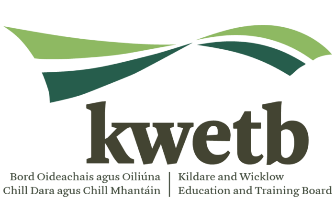 kwetb
Bord Oideachais agus Oiliúna
Chill Dara agus Chill Mhantáin
Kildare and Wicklow
Education and Training Board